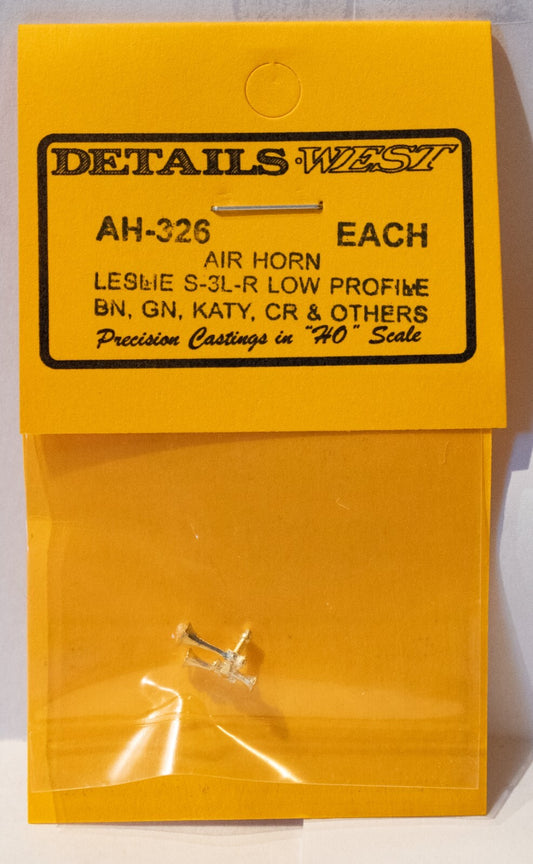 DETAILS•WEST
AH-326 EACH
AIR HORN
LESLIE S-3L-R LOW PROFILE
BN, GN, KATY, CR & OTHERS
Precision Castings in "HO" Scale